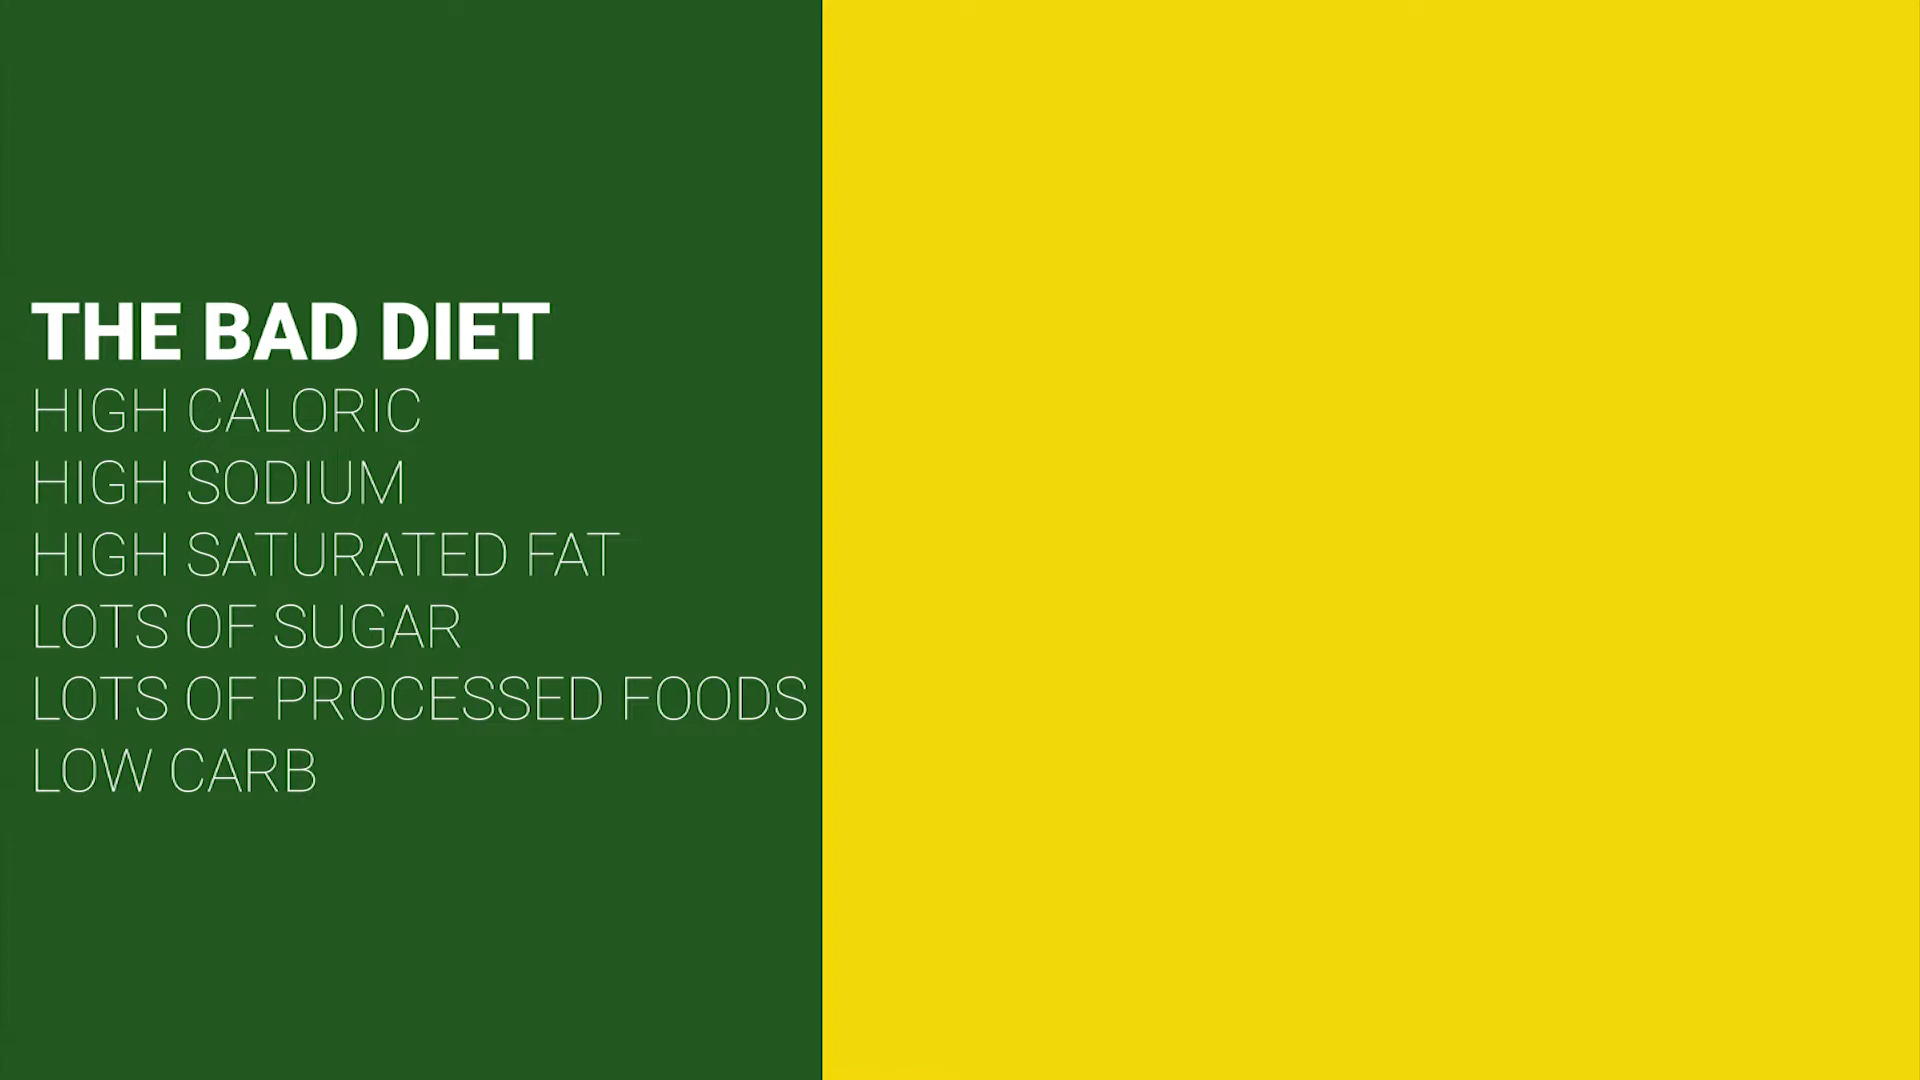 THE BAD DIET
HIGH CALORIC
HIGH SODIUM
HIGH SATURATED FAT
LOTS OF SUGAR
LOTS OF PROCESSED FOODS
LOW CARB